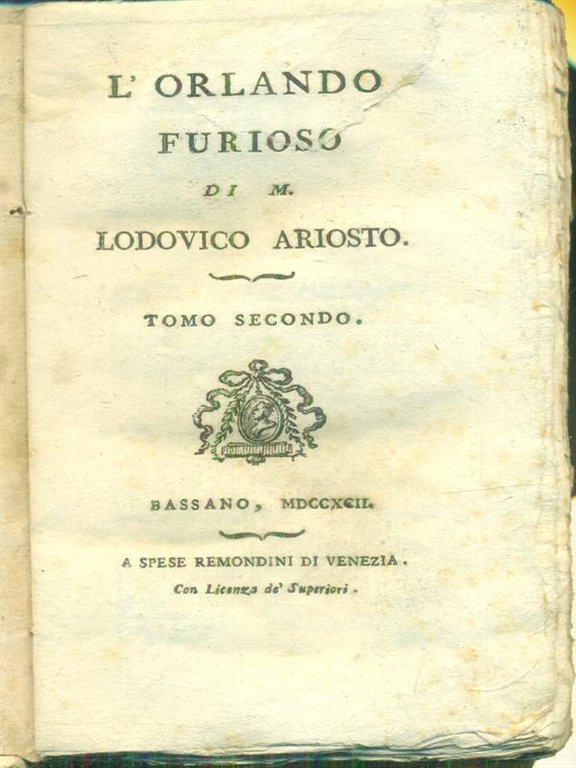 L' ORLANDO
FURIOSO
DI M.
LODOVICO ARIOSTO.
TOMO SECONDO.
BASSANO, MDCCXCII.
A SPESE REMONDINI DI VENEZIA.
Con Licenza de' Superiori.